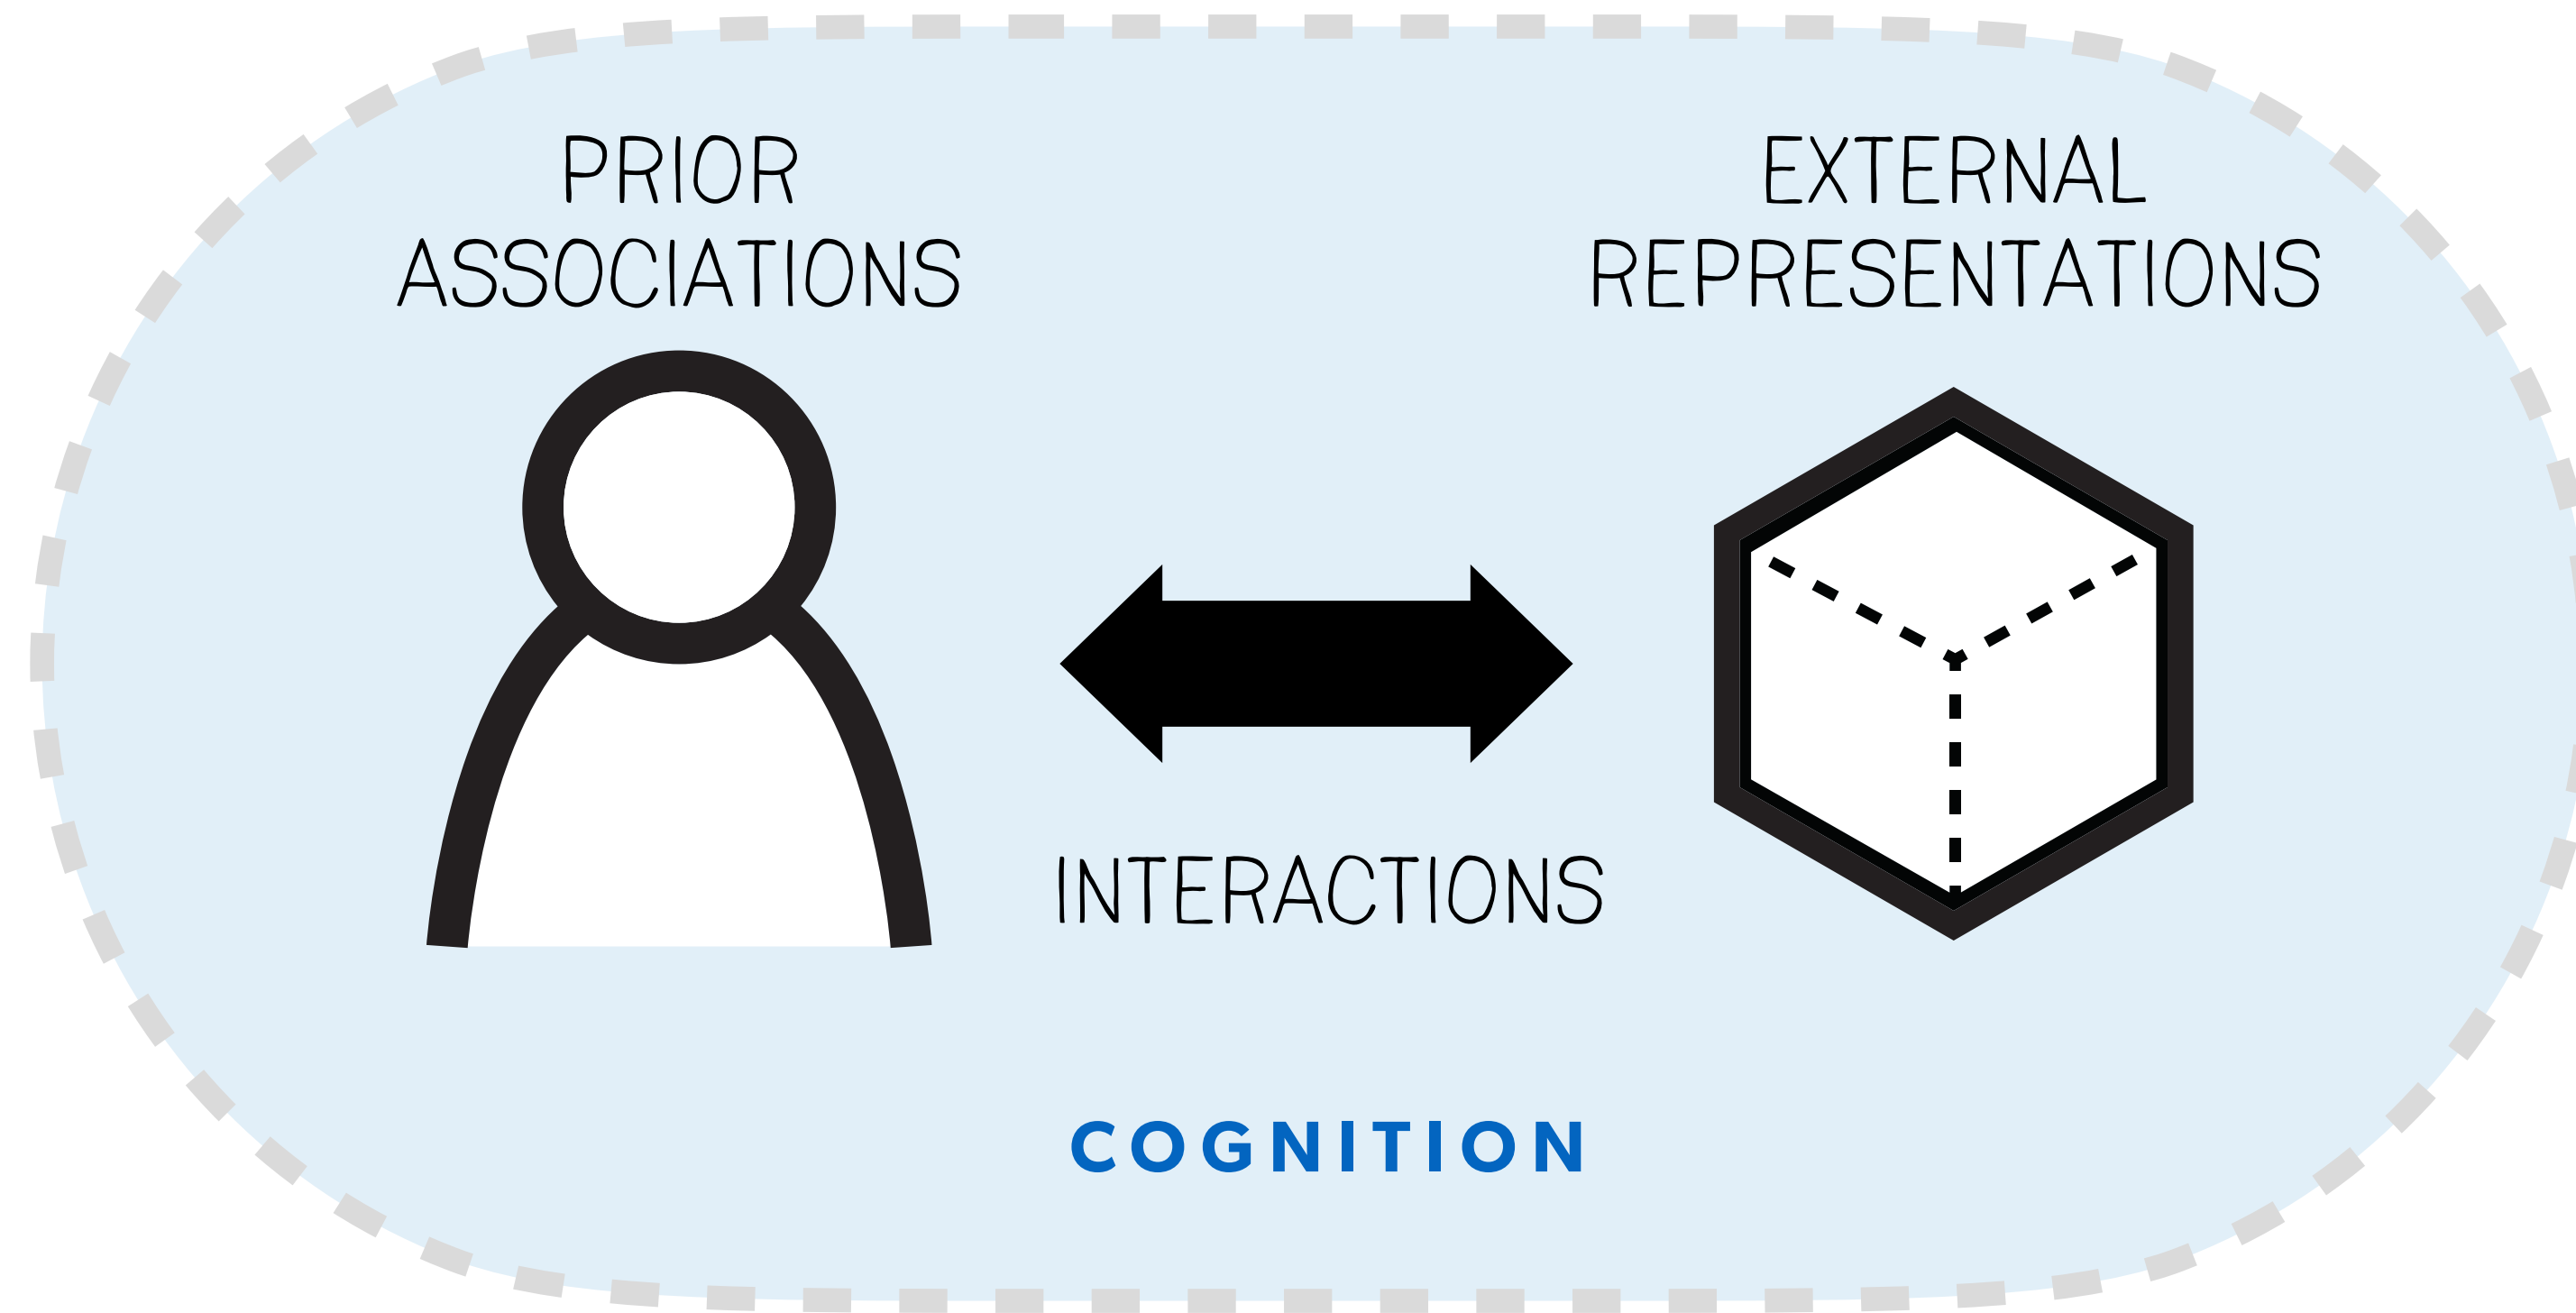 PRIOR
ASSOCIATIONS
EXTERNAL
REPRESENTATIONS
INTERACTIONS
COGNITION